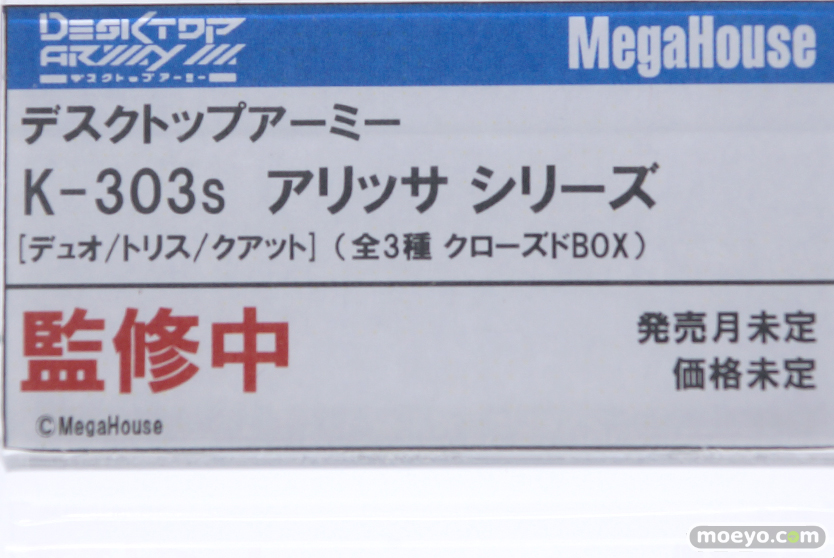 DESKTOP ARMY
デスクトップアーミー
MegaHouse
デスクトップアーミー
K-303s アリッサ シリーズ
[デュオ/トリス/クアット] (全3種 クローズドBOX)
監修中
発売月未定
価格未定
©MegaHouse
moeyo.com